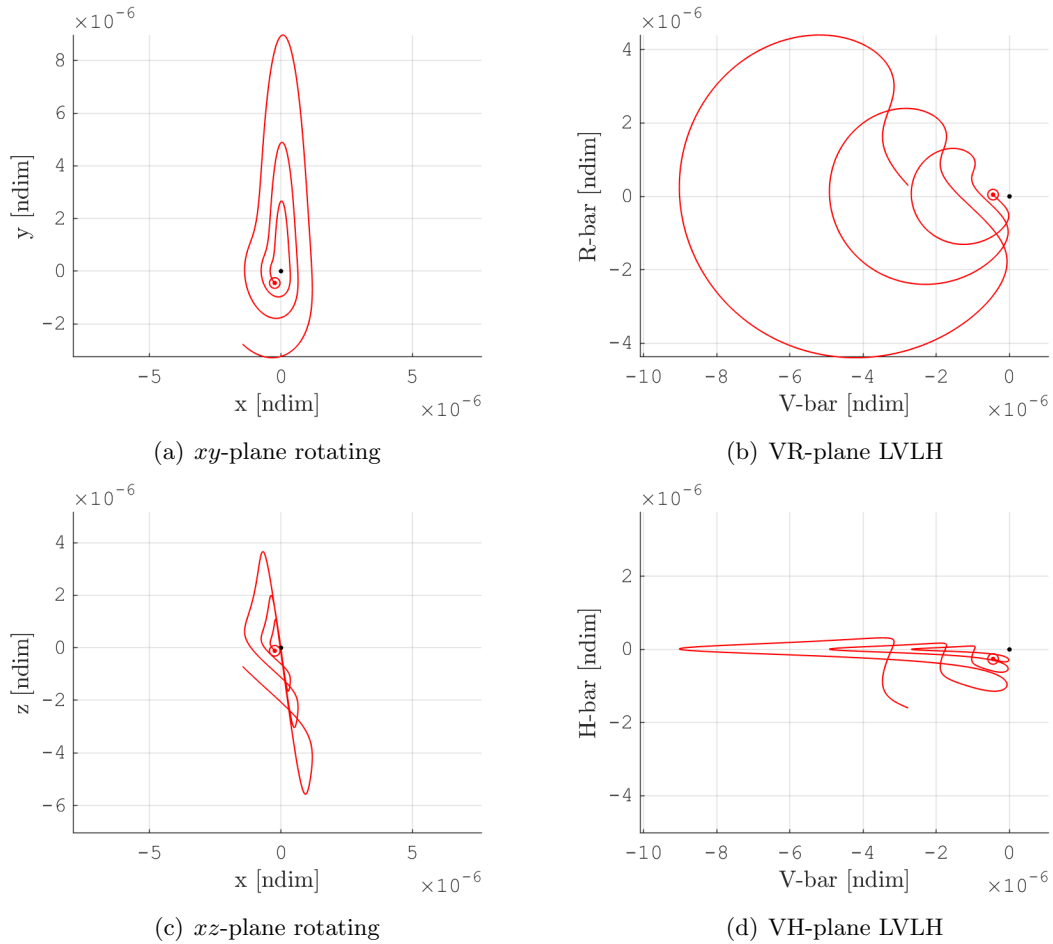 ×10⁻⁶
8
6
4
2
0
−2
y [ndim]
−5 0 5
x [ndim] ×10⁻⁶
(a) xy-plane rotating
×10⁻⁶
4
2
0
−2
−4
R-bar [ndim]
−10 −8 −6 −4 −2 0
V-bar [ndim] ×10⁻⁶
(b) VR-plane LVLH
×10⁻⁶
4
2
0
−2
−4
−6
z [ndim]
−5 0 5
x [ndim] ×10⁻⁶
(c) xz-plane rotating
×10⁻⁶
2
0
−2
−4
H-bar [ndim]
−10 −8 −6 −4 −2 0
V-bar [ndim] ×10⁻⁶
(d) VH-plane LVLH